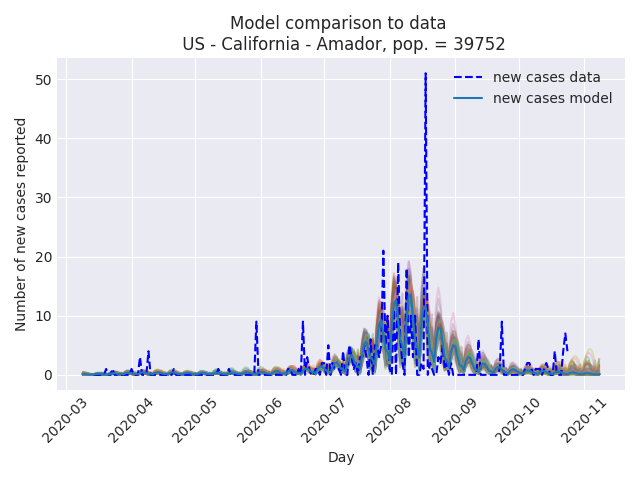 Model comparison to data
US - California - Amador, pop. = 39752
new cases data
new cases model
Number of new cases reported
50
40
30
20
10
0
2020-03
2020-04
2020-05
2020-06
2020-07
2020-08
2020-09
2020-10
2020-11
Day